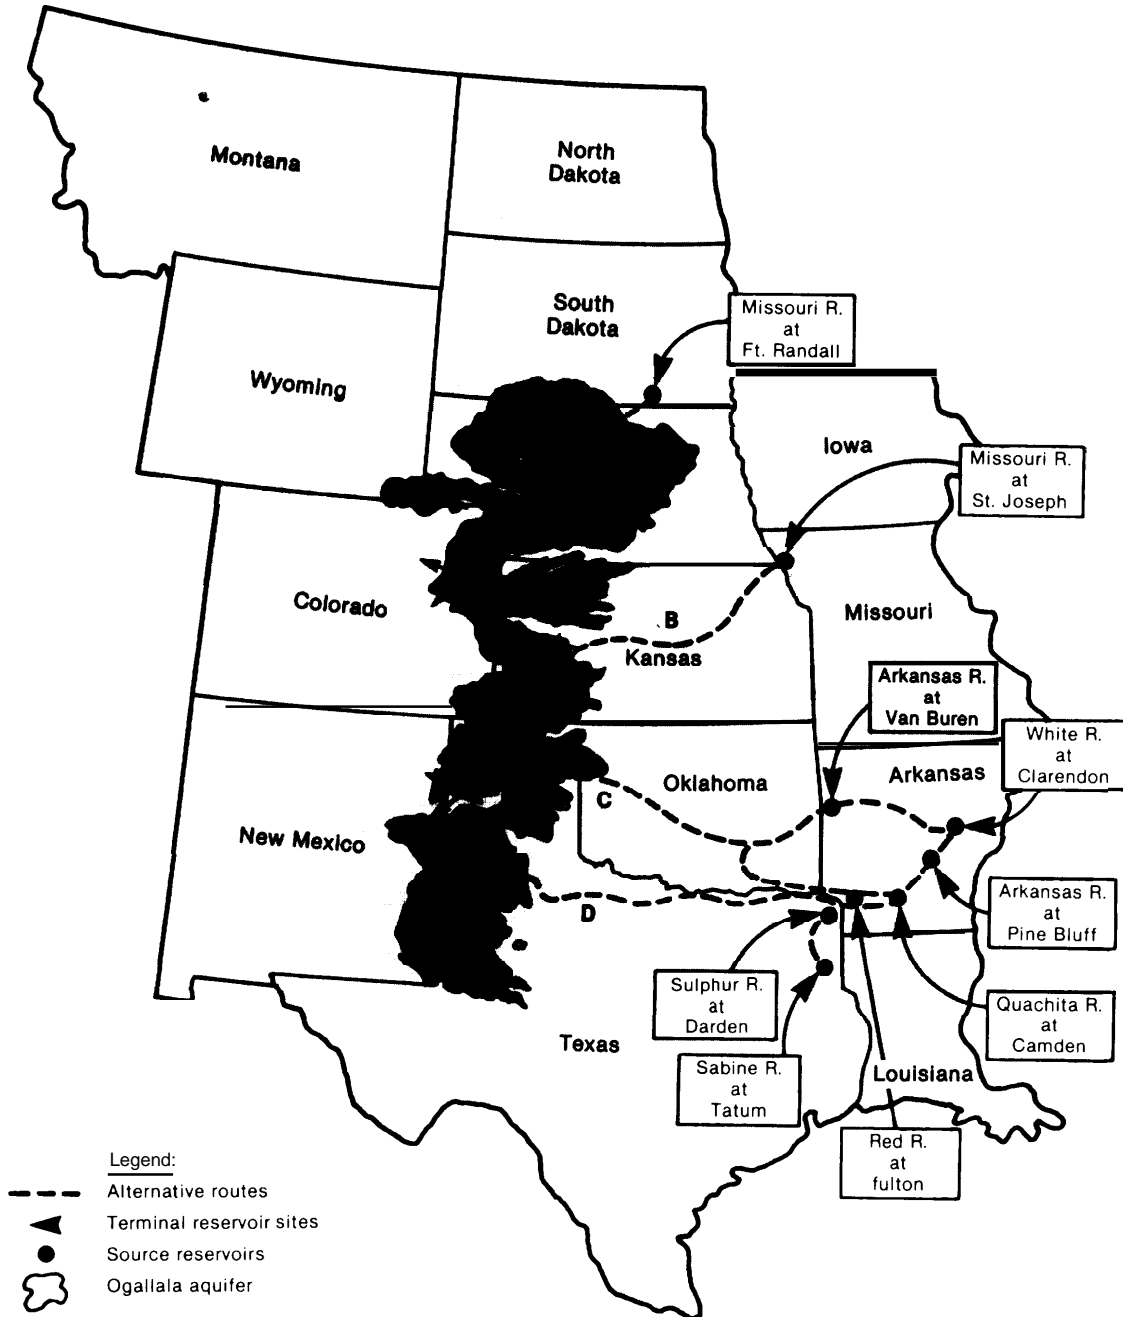 Montana
North
Dakota
South
Dakota
Missouri R.
at
Ft. Randall
Wyoming
Iowa
Missouri R.
at
St. Joseph
Colorado
B
Kansas
Missouri
Arkansas R.
at
Van Buren
White R.
at
Clarendon
Oklahoma
Arkansas
C
New Mexico
D
Arkansas R.
at
Pine Bluff
Sulphur R.
at
Darden
Quachita R.
at
Camden
Texas
Sabine R.
at
Tatum
Louisiana
Red R.
at
fulton
Legend:
Alternative routes
Terminal reservoir sites
Source reservoirs
Ogallala aquifer